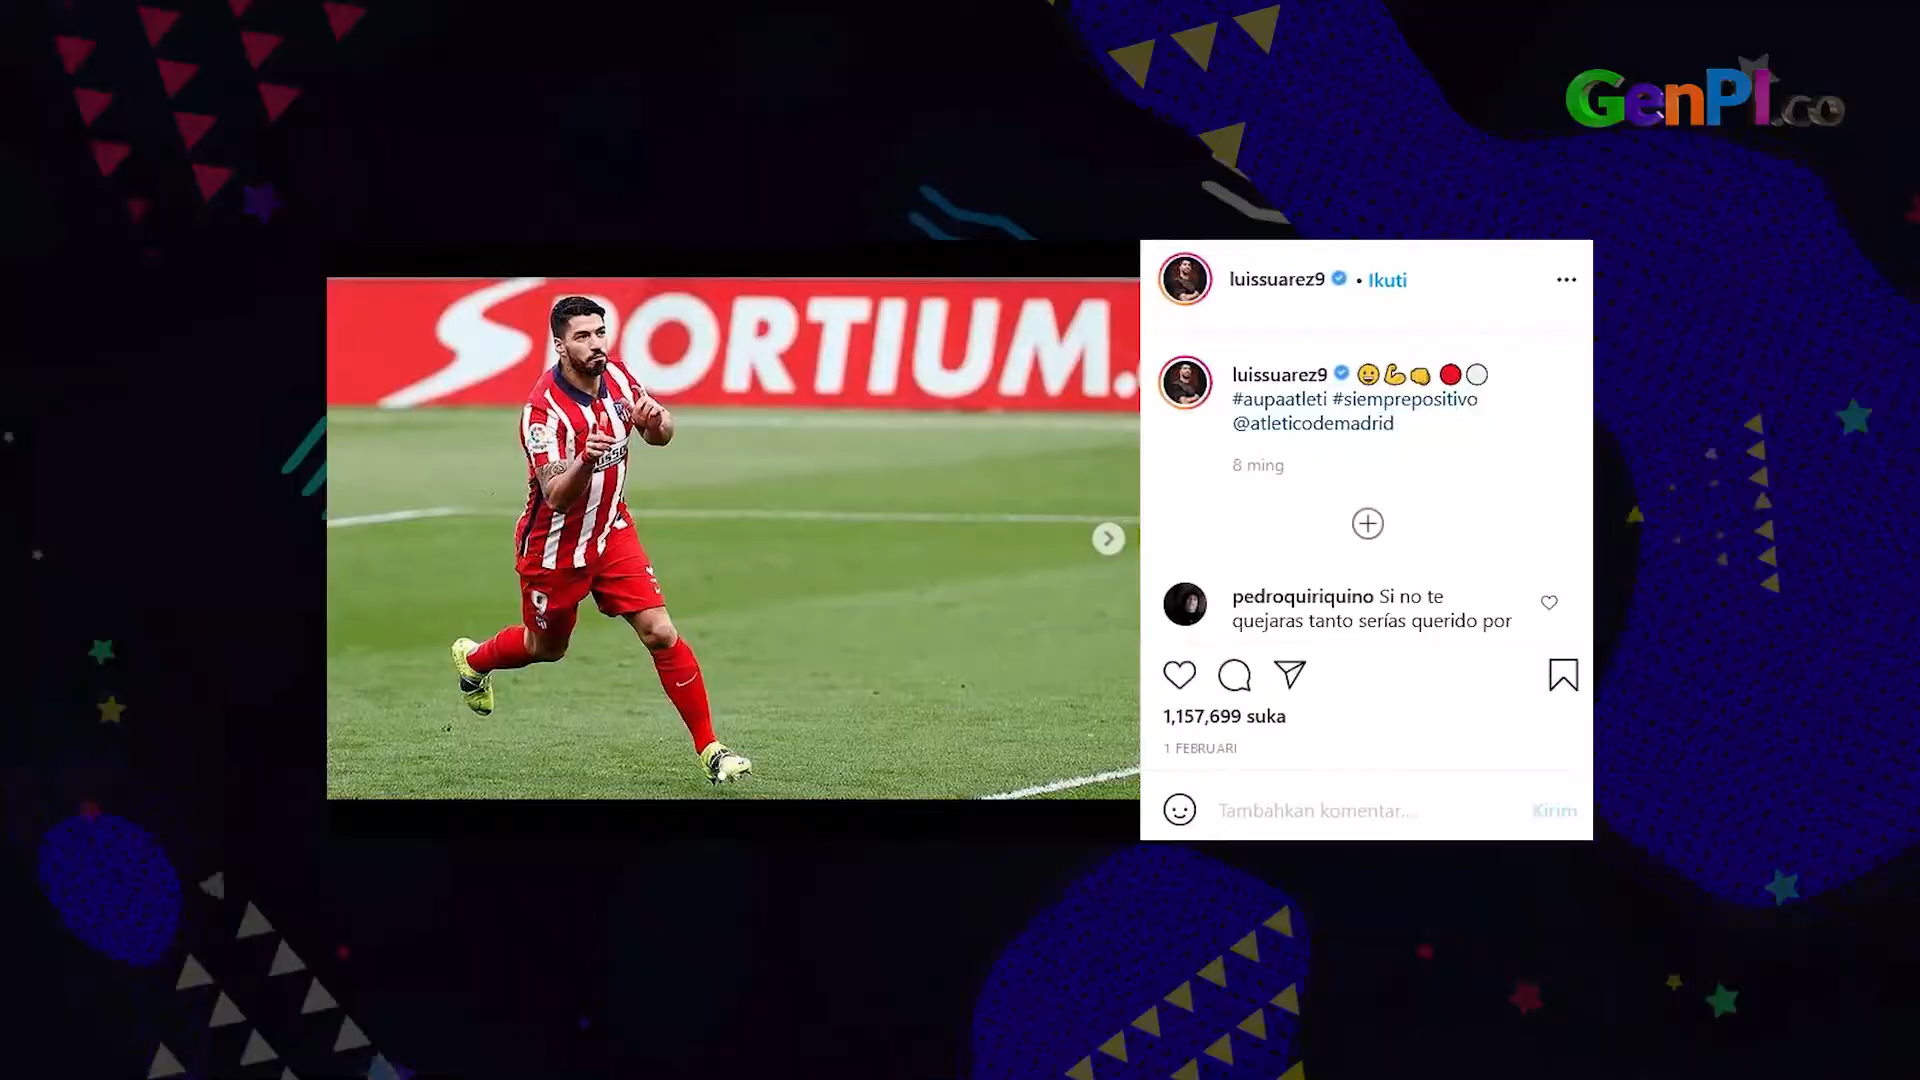 GenPI.co
SPORTIUM.
9
luissuarez9 • Ikuti
luissuarez9 😀💪👊 🔴⚪
#aupaatleti #siemprepositivo
@atleticodemadrid
8 ming
pedroquiriquino Si no te
quejaras tanto serías querido por
1,157,699 suka
1 FEBRUARI
Tambahkan komentar...
Kirim